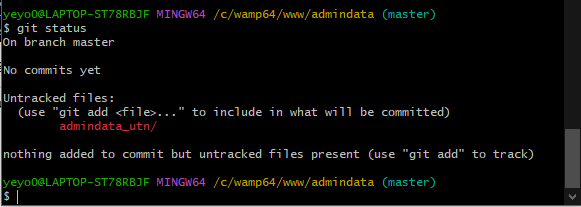 yeyo0@LAPTOP-ST78RBJF MINGW64 /c/wamp64/www/admindata (master)
$ git status
On branch master
No commits yet
Untracked files:
(use "git add <file>..." to include in what will be committed)
admindata_utn/
nothing added to commit but untracked files present (use "git add" to track)
yeyo0@LAPTOP-ST78RBJF MINGW64 /c/wamp64/www/admindata (master)
$